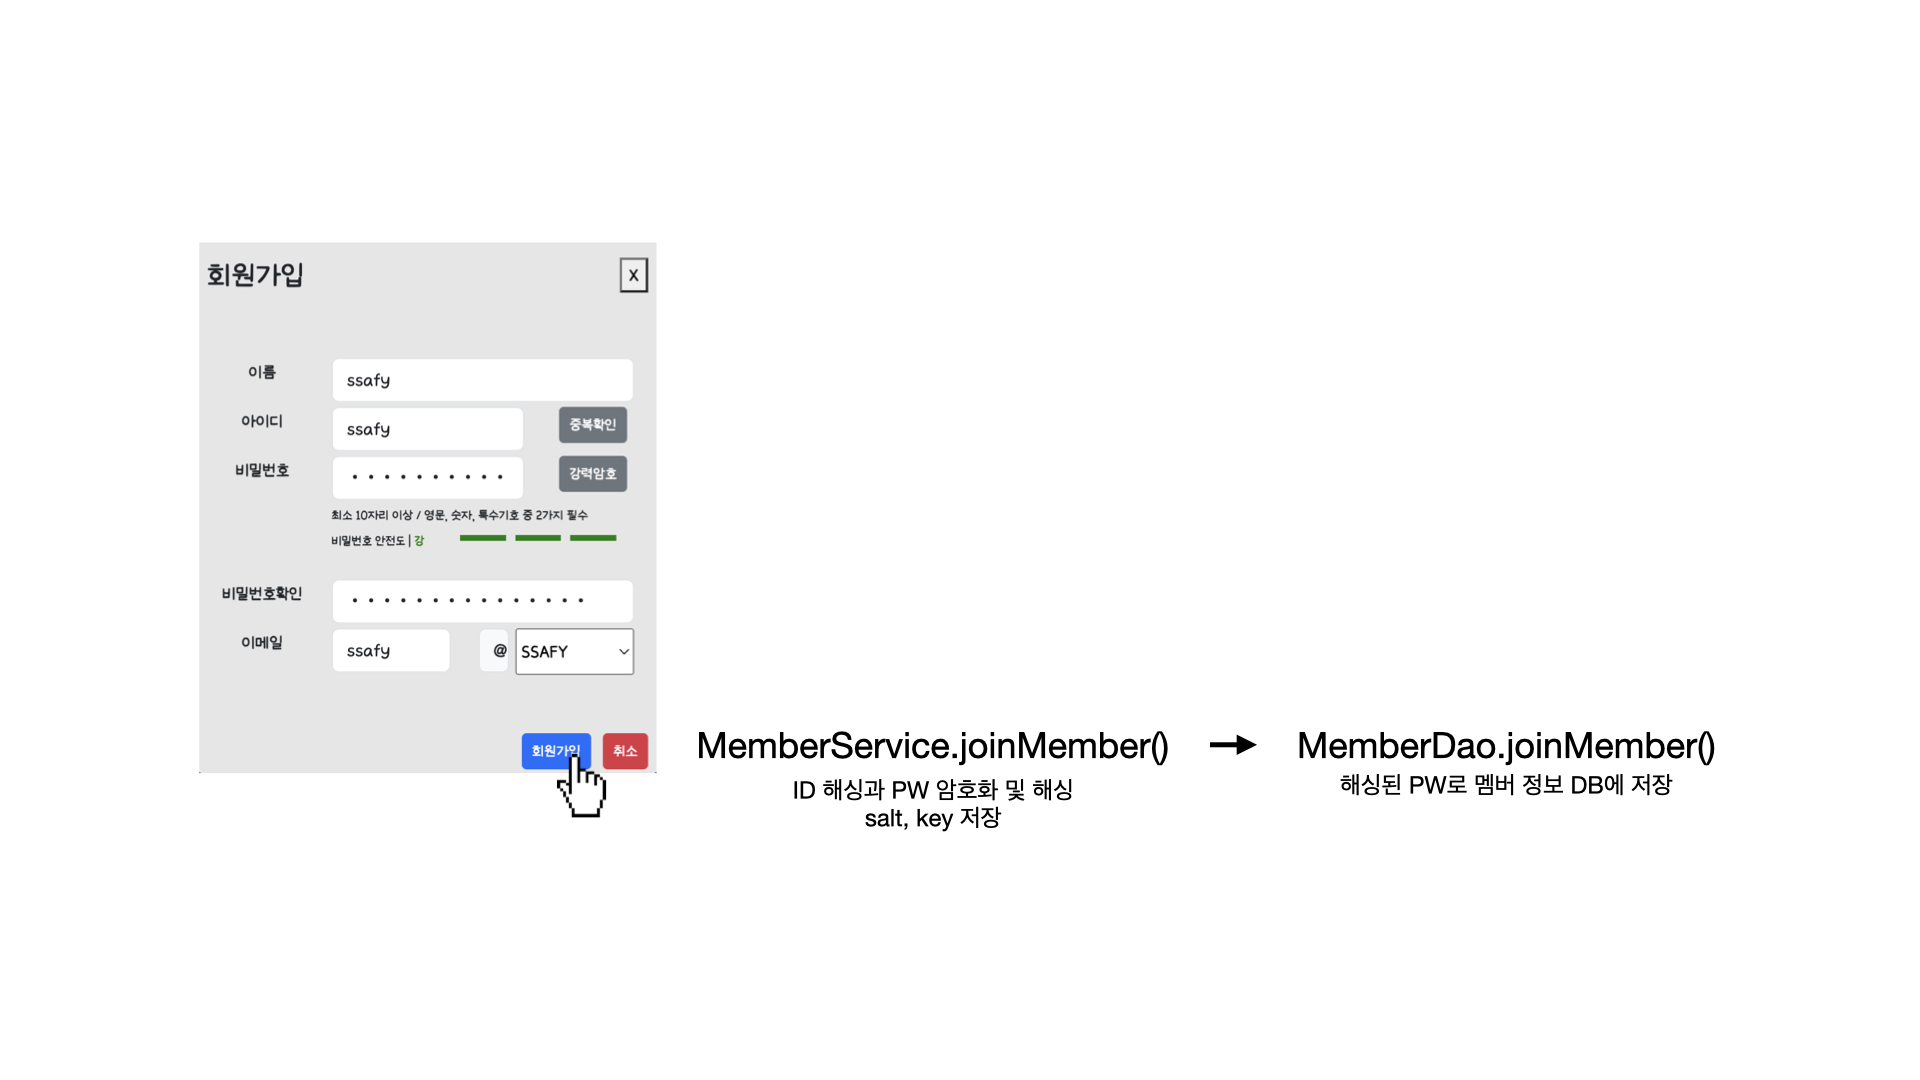 회원가입
X
이름
ssafy
아이디
ssafy
중복확인
비밀번호
강력암호
최소 10자리 이상 / 영문, 숫자, 특수기호 중 2가지 필수
비밀번호 안전도 | 강
비밀번호확인
이메일
ssafy
@
SSAFY
회원가입
취소
MemberService.joinMember()
ID 해싱과 PW 암호화 및 해싱
salt, key 저장
MemberDao.joinMember()
해싱된 PW로 멤버 정보 DB에 저장